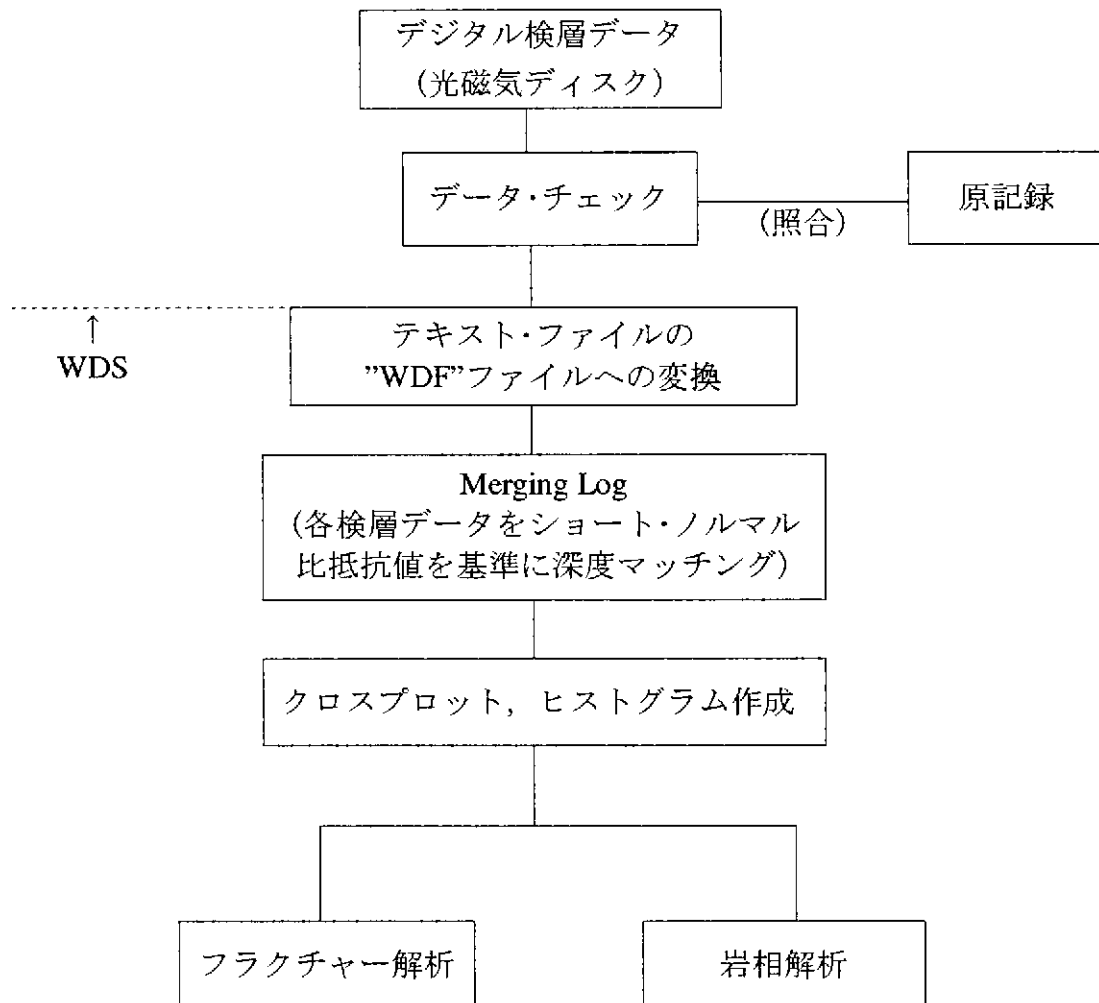 デジタル検層データ
(光磁気ディスク)
データ・チェック
(照合)
原記録
↑
WDS
テキスト・ファイルの
”WDF”ファイルへの変換
Merging Log
(各検層データをショート・ノルマル
比抵抗値を基準に深度マッチング)
クロスプロット，ヒストグラム作成
フラクチャー解析
岩相解析